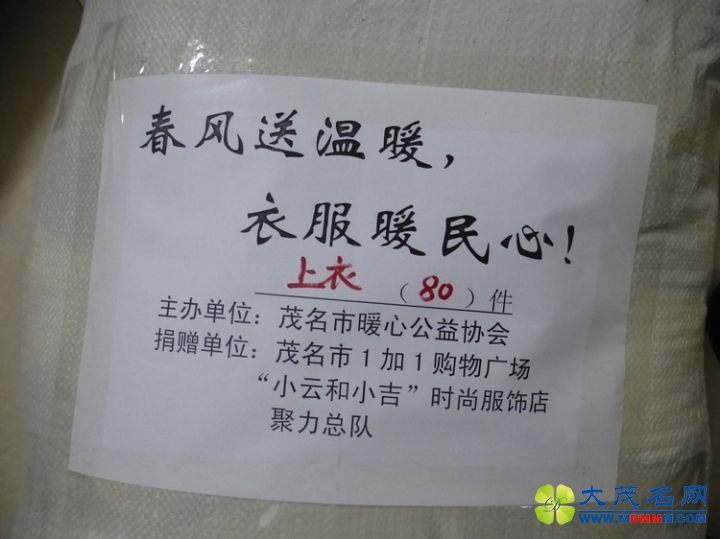 春风送温暖，
衣服暖民心！
上衣（80）件
主办单位：茂名市暖心公益协会
捐赠单位：茂名市1加1购物广场
“小云和小吉”时尚服饰店
聚力总队
大茂名网
www.MDMMM.com